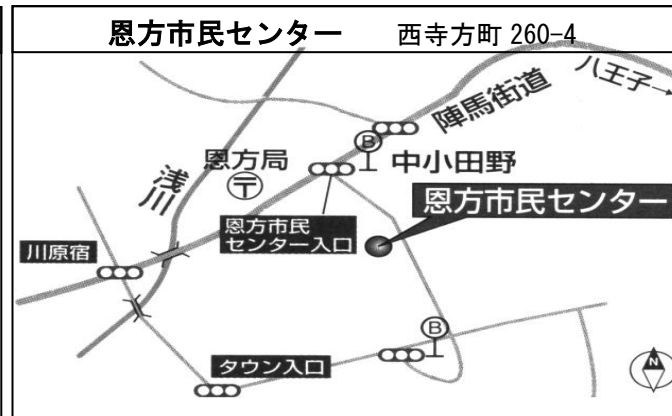 恩方市民センター 西寺方町 260-4
八王子→
陣馬街道
B
恩方局
中小田野
〒
浅川
恩方市民センター
恩方市民
センター入口
川原宿
B
タウン入口
N